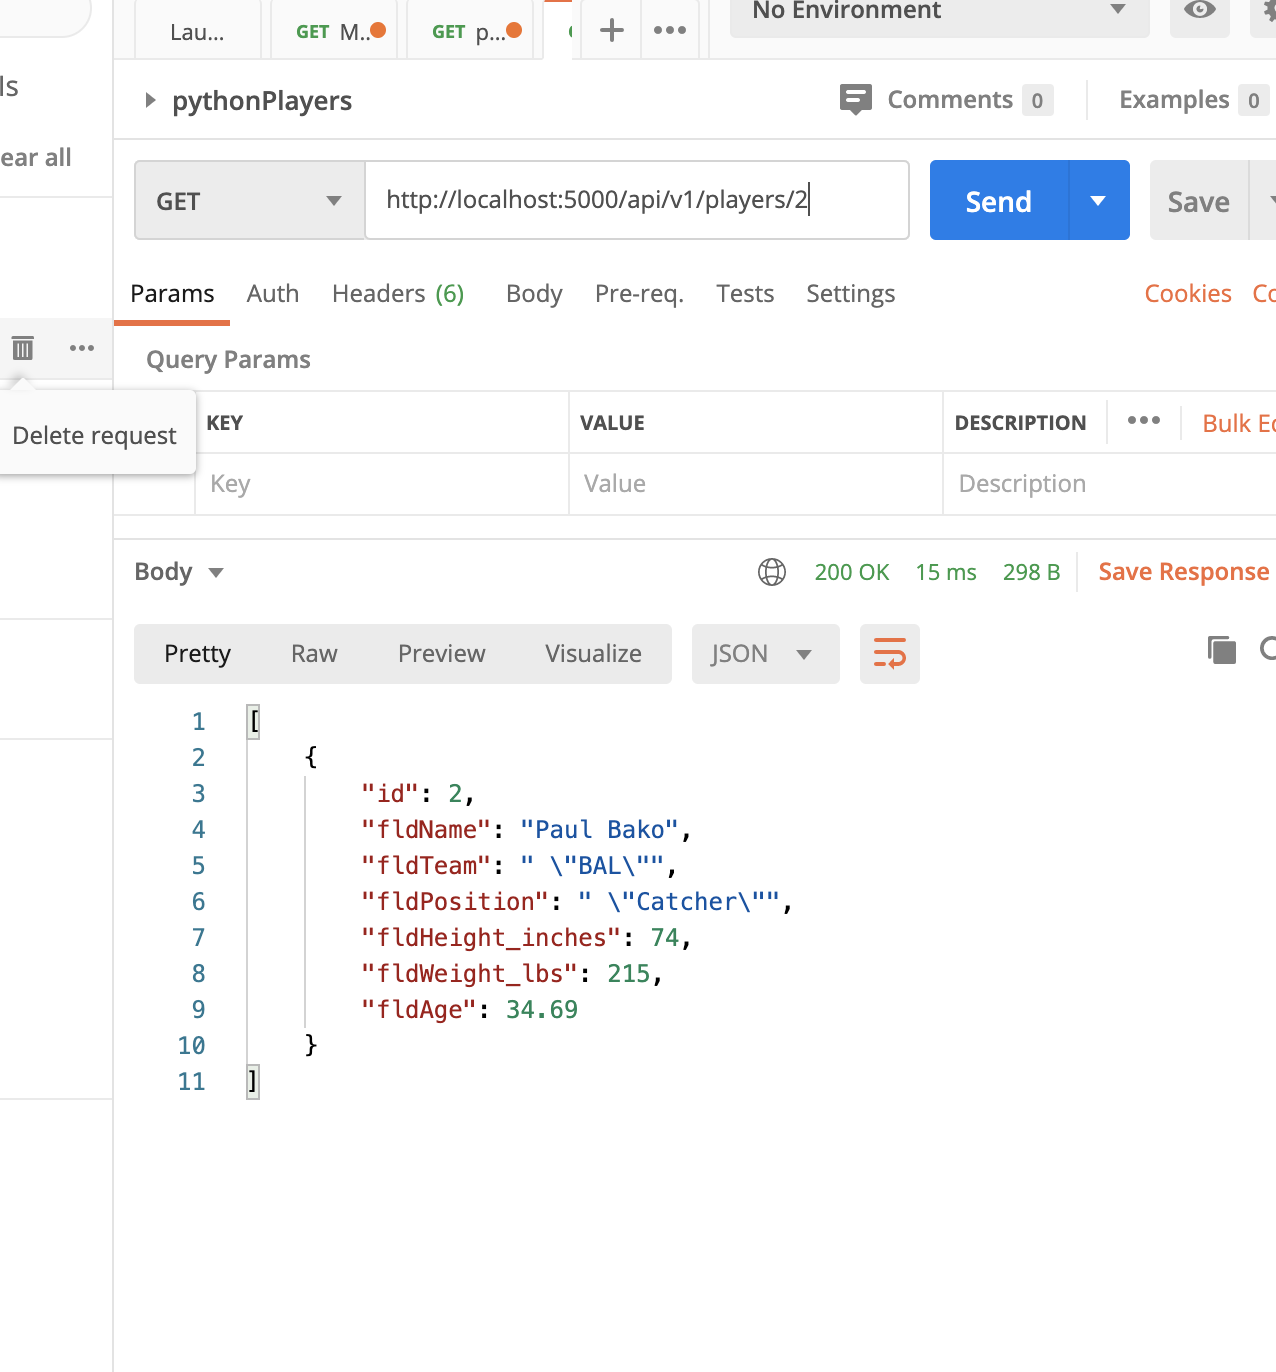 No Environment
Lau...
GET M..
GET p...
ls
pythonPlayers
Comments 0
Examples 0
ear all
GET
http://localhost:5000/api/v1/players/2
Send
Save
Params Auth Headers (6) Body Pre-req. Tests Settings
Cookies Co
Query Params
Delete request
KEY VALUE DESCRIPTION Bulk Ed
Key Value Description
Body
200 OK 15 ms 298 B Save Response
Pretty Raw Preview Visualize JSON
1 [
2 {
3 "id": 2,
4 "fldName": "Paul Bako",
5 "fldTeam": " \"BAL\"",
6 "fldPosition": " \"Catcher\"",
7 "fldHeight_inches": 74,
8 "fldWeight_lbs": 215,
9 "fldAge": 34.69
10 }
11 ]